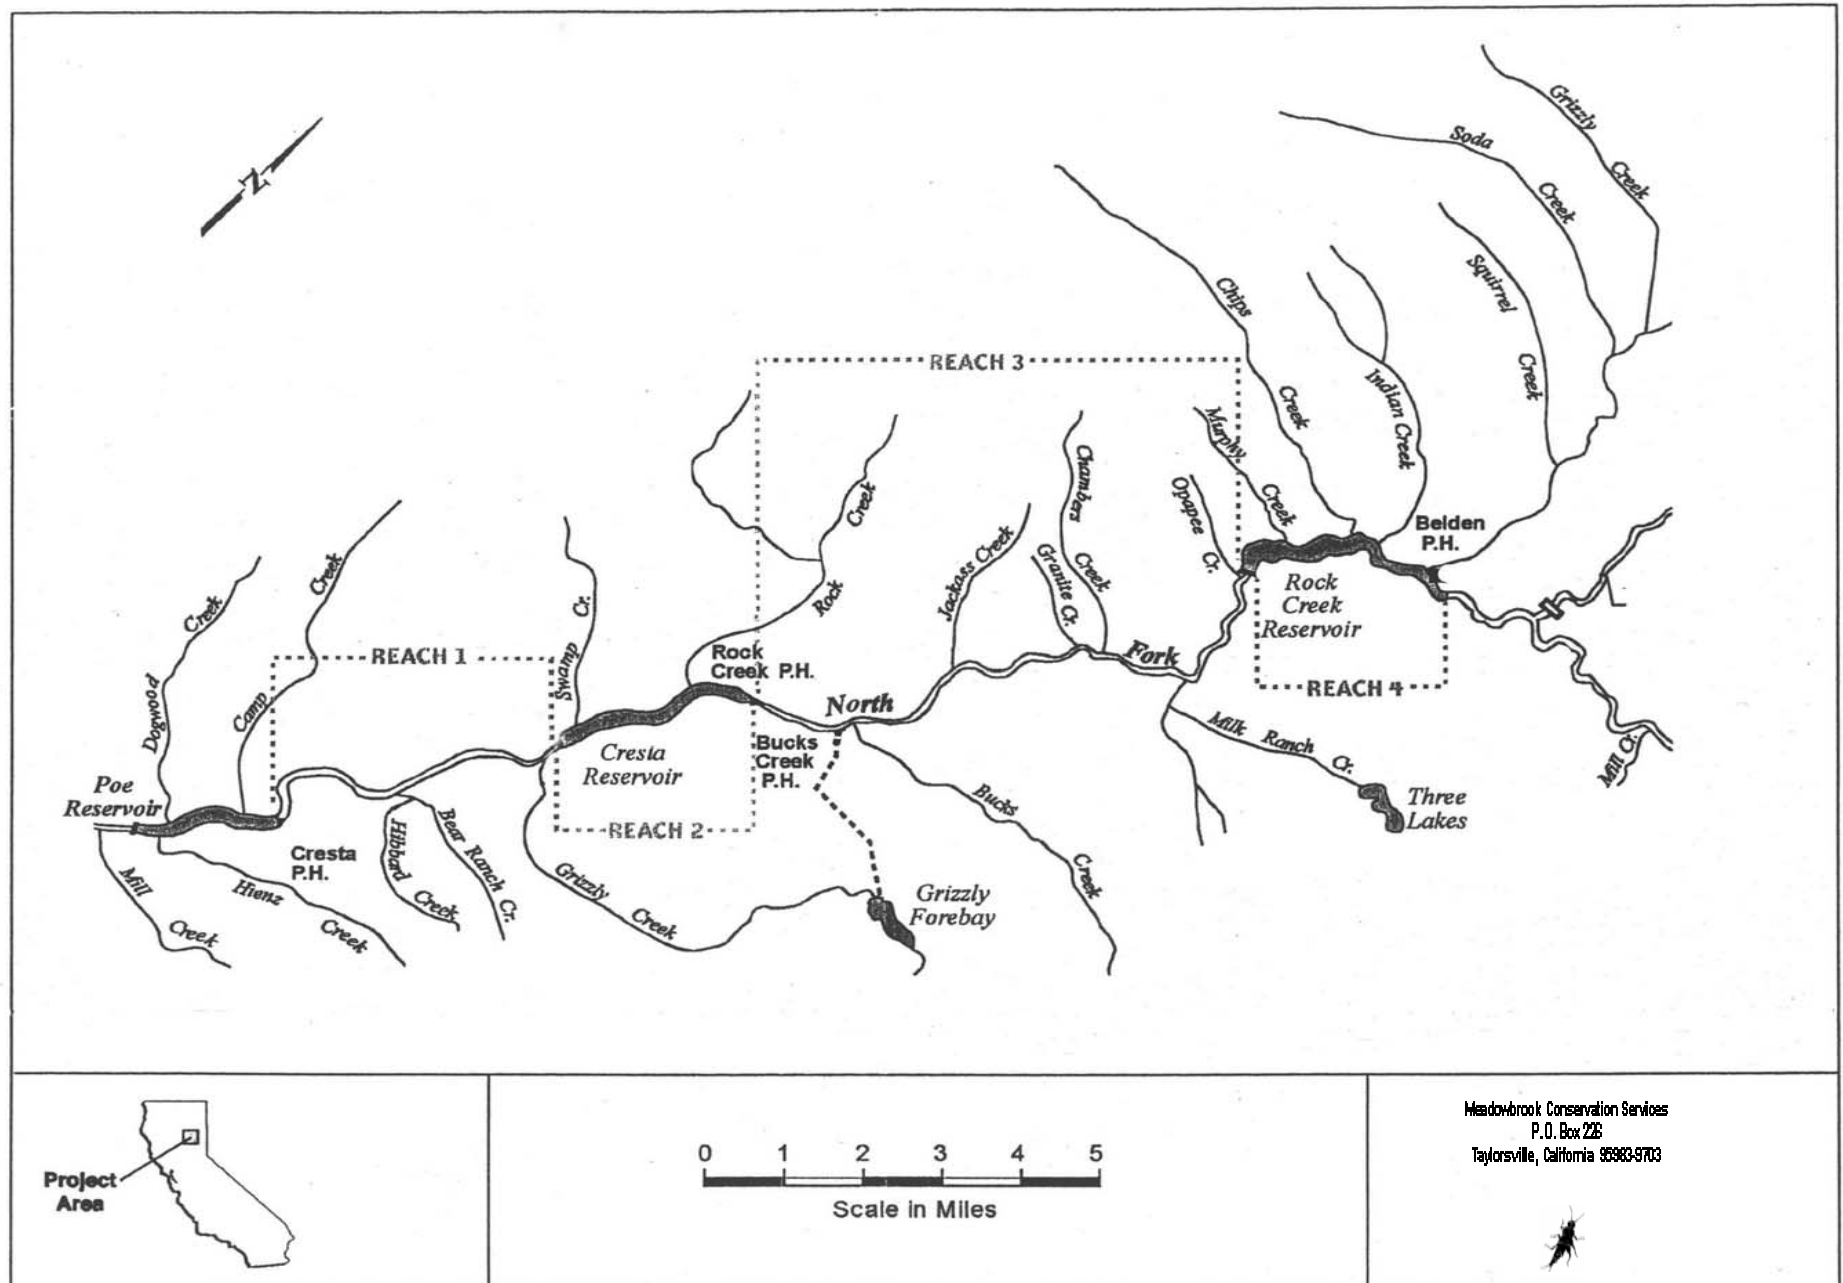 Grizzly
Creek
Soda
Creek
N
Squirrel
Creek
Chips
Creek
Indian Creek
REACH 3
Murphy
Creek
Opapee
Cr.
Chambers
Creek
Granite Cr.
Jackass Creek
Creek
Rock
Belden
P.H.
Rock
Creek
Reservoir
REACH 4
Creek
Camp
Creek
Dogwood
REACH 1
Swamp
Cr.
Rock
Creek P.H.
North
Fork
Milk Ranch Cr.
Three
Lakes
Mill Cr.
Cresta
Reservoir
Bucks
Creek
P.H.
Poe
Reservoir
REACH 2
Bucks
Creek
Cresta
P.H.
Hibbard
Creek
Bear Ranch Cr.
Mill
Creek
Hienz
Creek
Grizzly
Creek
Grizzly
Forebay
Project
Area
0 1 2 3 4 5
Scale in Miles
Meadowbrook Conservation Services
P.O. Box 226
Taylorsville, California 95983-9703